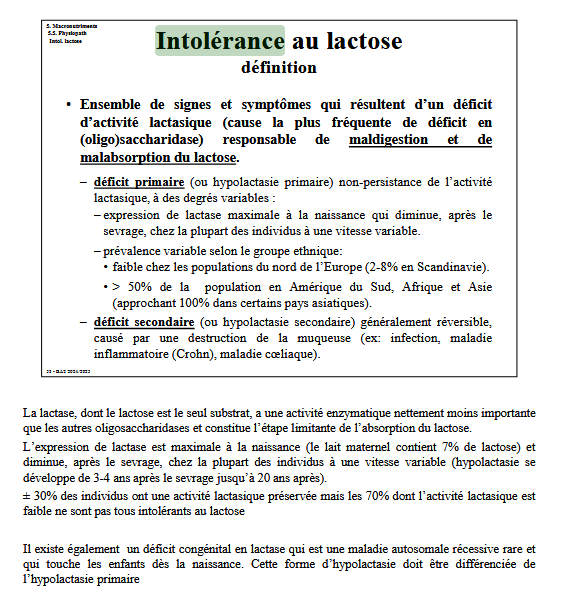 5. Macronutriments
5.5. Physiopath
Intol. lactose
Intolérance au lactose
définition
• Ensemble de signes et symptômes qui résultent d’un déficit
d’activité lactasique (cause la plus fréquente de déficit en
(oligo)saccharidase) responsable de maldigestion et de
malabsorption du lactose.
– déficit primaire (ou hypolactasie primaire) non-persistance de l’activité
lactasique, à des degrés variables :
– expression de lactase maximale à la naissance qui diminue, après le
sevrage, chez la plupart des individus à une vitesse variable.
– prévalence variable selon le groupe ethnique:
• faible chez les populations du nord de l’Europe (2-8% en Scandinavie).
• > 50% de la population en Amérique du Sud, Afrique et Asie
(approchant 100% dans certains pays asiatiques).
– déficit secondaire (ou hypolactasie secondaire) généralement réversible,
causé par une destruction de la muqueuse (ex: infection, maladie
inflammatoire (Crohn), maladie cœliaque).
La lactase, dont le lactose est le seul substrat, a une activité enzymatique nettement moins importante
que les autres oligosaccharidases et constitue l’étape limitante de l’absorption du lactose.
L’expression de lactase est maximale à la naissance (le lait maternel contient 7% de lactose) et
diminue, après le sevrage, chez la plupart des individus à une vitesse variable (hypolactasie se
développe de 3-4 ans après le sevrage jusqu’à 20 ans après).
± 30% des individus ont une activité lactasique préservée mais les 70% dont l’activité lactasique est
faible ne sont pas tous intolérants au lactose
Il existe également un déficit congénital en lactase qui est une maladie autosomale récessive rare et
qui touche les enfants dès la naissance. Cette forme d’hypolactasie doit être différenciée de
l’hypolactasie primaire